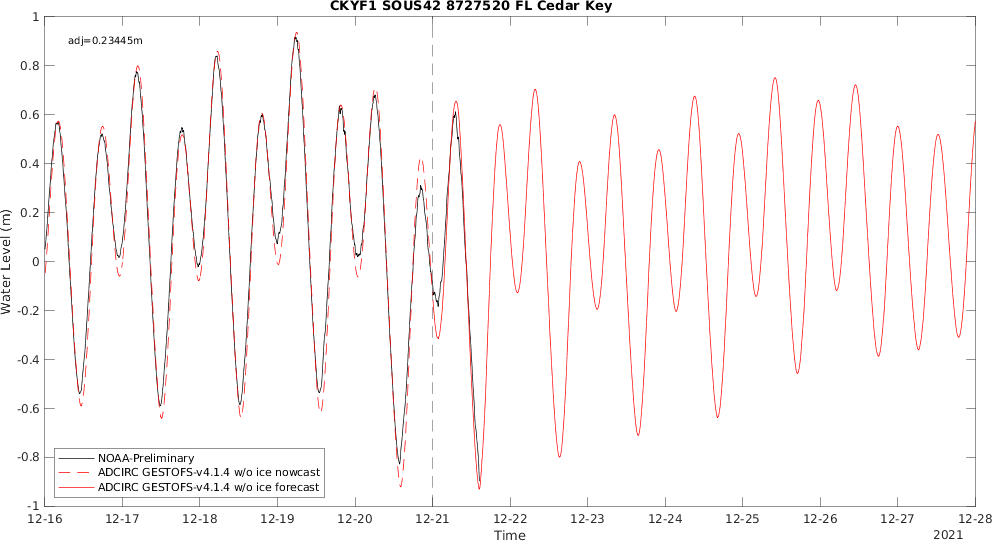 CKYF1 SOUS42 8727520 FL Cedar Key
adj=0.23445m
1
0.8
0.6
0.4
0.2
0
-0.2
-0.4
-0.6
-0.8
-1
Water Level (m)
NOAA-Preliminary
ADCIRC GESTOFS-v4.1.4 w/o ice nowcast
ADCIRC GESTOFS-v4.1.4 w/o ice forecast
12-16 12-17 12-18 12-19 12-20 12-21 12-22 12-23 12-24 12-25 12-26 12-27 12-28
Time
2021